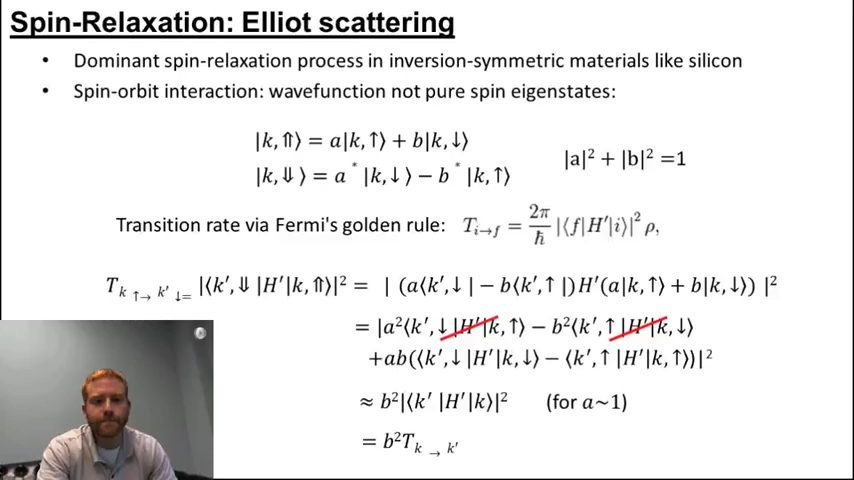 Spin-Relaxation: Elliot scattering
• Dominant spin-relaxation process in inversion-symmetric materials like silicon
• Spin-orbit interaction: wavefunction not pure spin eigenstates:
|k,⇑⟩ = a|k,↑⟩ + b|k,↓⟩
|a|² + |b|² =1
|k,⇓ ⟩ = a * |k,↓⟩ − b * |k,↑⟩
Transition rate via Fermi's golden rule: T_{i→f} = 2π/ħ |⟨f|H′|i⟩|² ρ,
T_{k ↑→ k′ ↓=} |⟨k′,⇓ |H′|k,⇑⟩|² = | (a⟨k′,↓ | − b⟨k′,↑ |)H′(a|k,↑⟩ + b|k,↓⟩) |²
= |a²⟨k′,↓ |H′|k,↑⟩ − b²⟨k′,↑ |H′|k,↓⟩
+ab(⟨k′,↓ |H′|k,↓⟩ − ⟨k′,↑ |H′|k,↑⟩)|²
≈ b²|⟨k′ |H′|k⟩|² (for a~1)
= b²T_{k → k′}